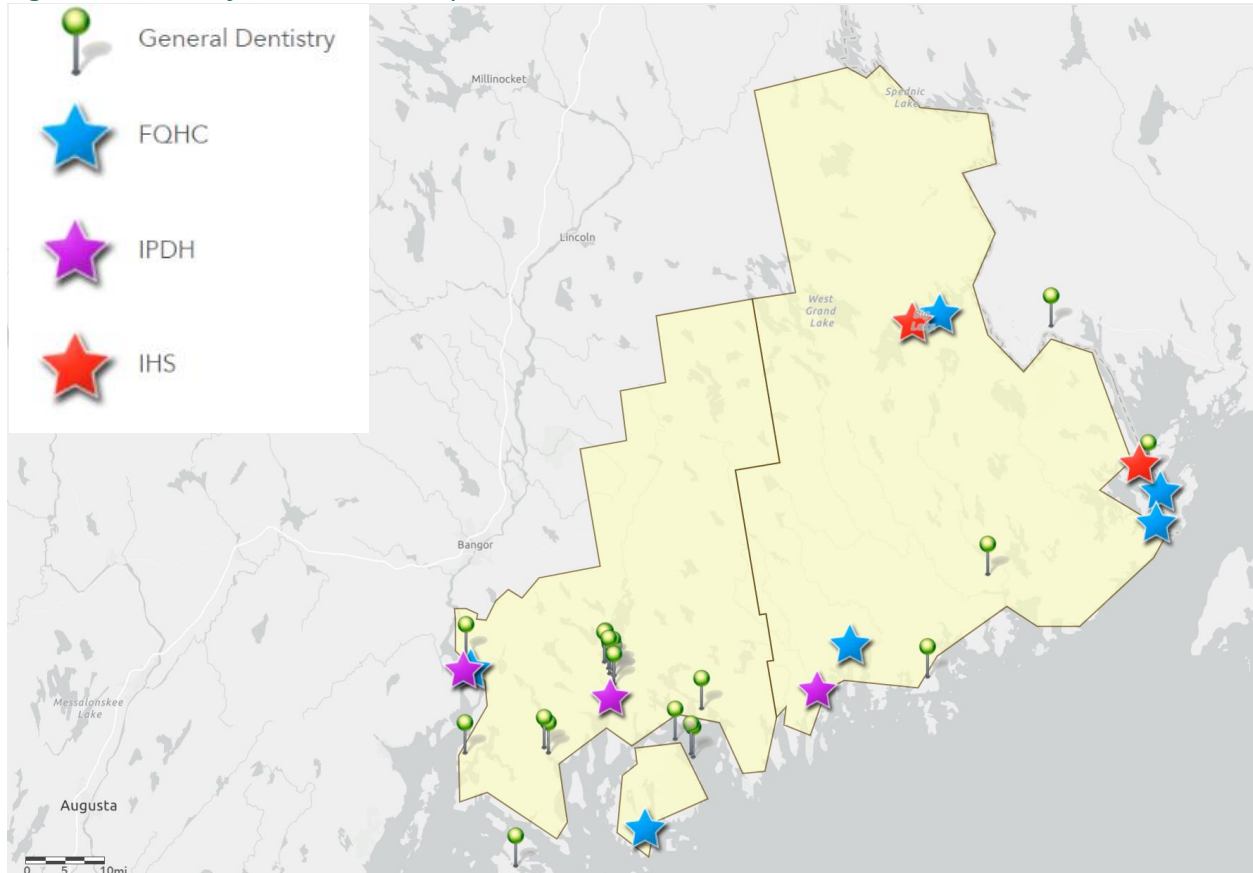 General Dentistry
FQHC
IPDH
IHS
Millinocket
Spednic
Lake
Lincoln
West
Grand
Lake
Lake
Bangor
Messalonskee
Lake
Augusta
0 5 10mi